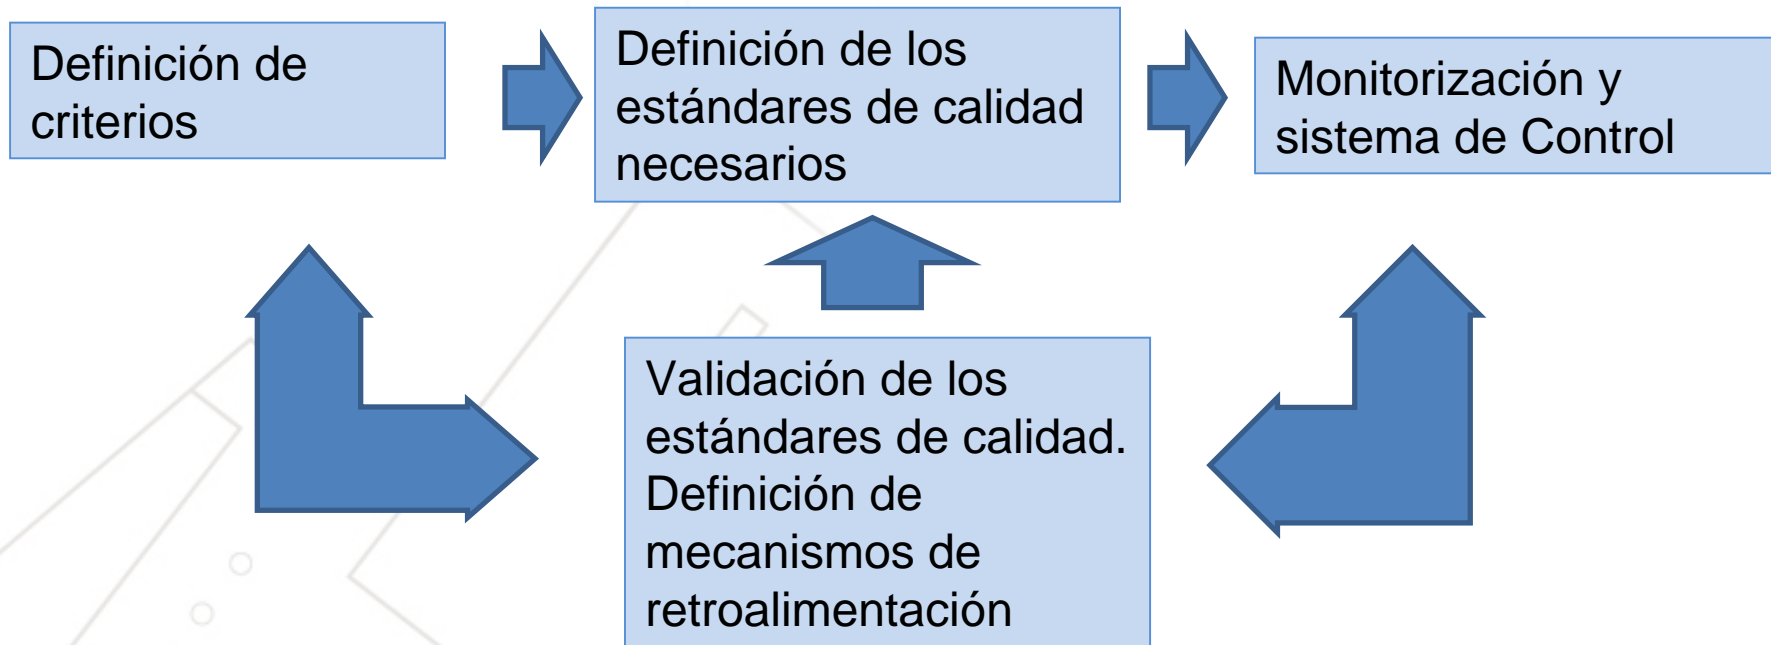 Definición de
criterios
Definición de los
estándares de calidad
necesarios
Monitorización y
sistema de Control
Validación de los
estándares de calidad.
Definición de
mecanismos de
retroalimentación